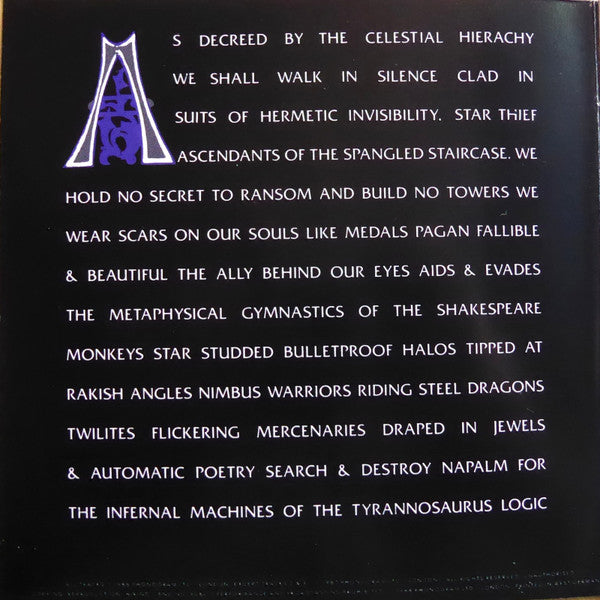 AS DECREED BY THE CELESTIAL HIERACHY
WE SHALL WALK IN SILENCE CLAD IN
SUITS OF HERMETIC INVISIBILITY. STAR THIEF
ASCENDANTS OF THE SPANGLED STAIRCASE. WE
HOLD NO SECRET TO RANSOM AND BUILD NO TOWERS WE
WEAR SCARS ON OUR SOULS LIKE MEDALS PAGAN FALLIBLE
& BEAUTIFUL THE ALLY BEHIND OUR EYES AIDS & EVADES
THE METAPHYSICAL GYMNASTICS OF THE SHAKESPEARE
MONKEYS STAR STUDDED BULLETPROOF HALOS TIPPED AT
RAKISH ANGLES NIMBUS WARRIORS RIDING STEEL DRAGONS
TWILITES FLICKERING MERCENARIES DRAPED IN JEWELS
& AUTOMATIC POETRY SEARCH & DESTROY NAPALM FOR
THE INFERNAL MACHINES OF THE TYRANNOSAURUS LOGIC